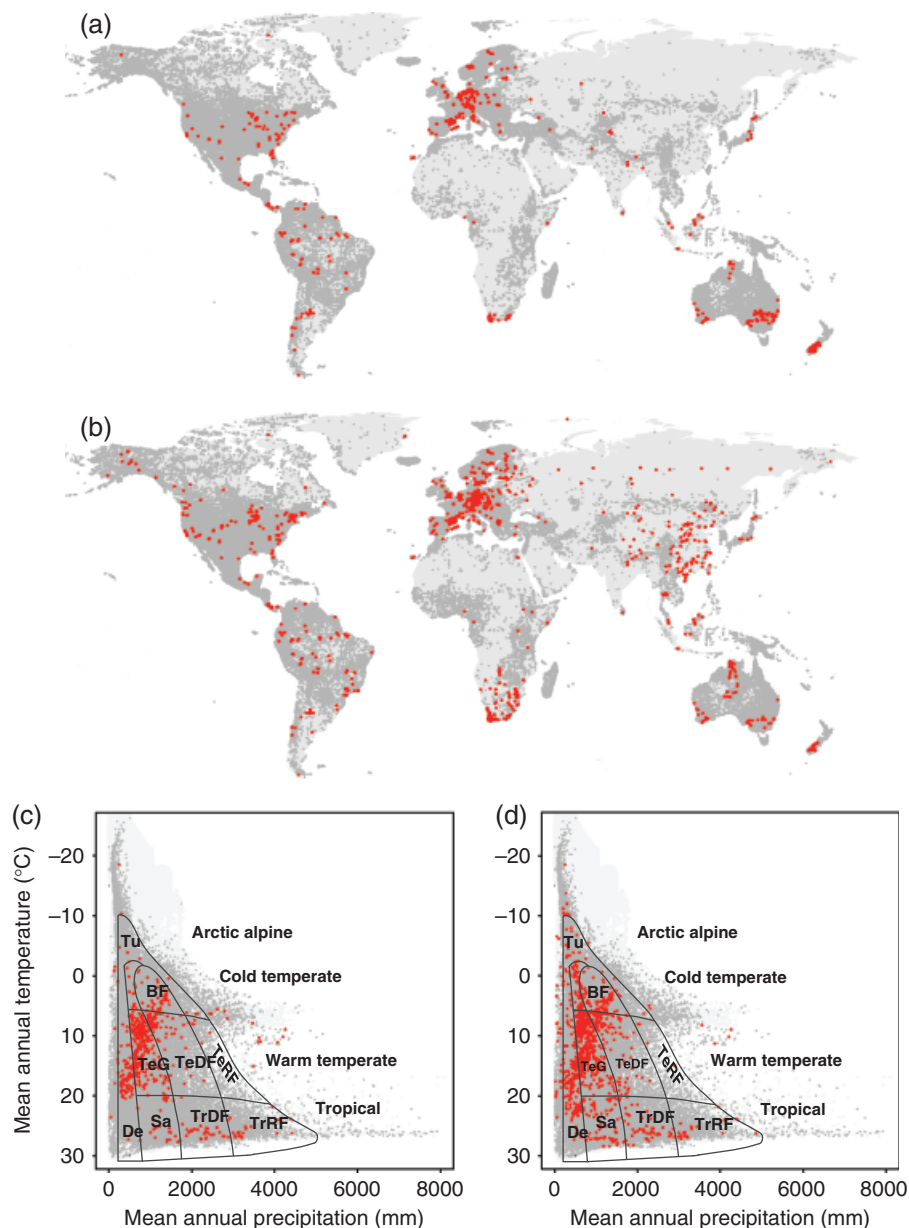 (a)
(b)
(c)
(d)
Mean annual temperature (°C)
–20
–10
0
10
20
30
Tu
BF
TeG
TeDF
TeRF
De
Sa
TrDF
TrRF
Arctic alpine
Cold temperate
Warm temperate
Tropical
0
2000
4000
6000
8000
Mean annual precipitation (mm)
–20
–10
0
10
20
30
Tu
BF
TeG
TeDF
TeRF
De
Sa
TrDF
TrRF
Arctic alpine
Cold temperate
Warm temperate
Tropical
0
2000
4000
6000
8000
Mean annual precipitation (mm)